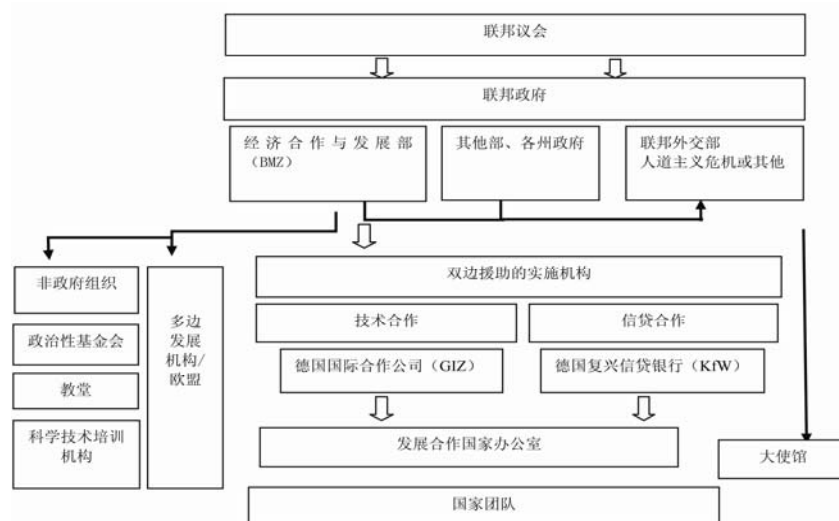 联邦议会
联邦政府
经济合作与发展部
（BMZ）
其他部、各州政府
联邦外交部
人道主义危机或其他
非政府组织
政治性基金会
教堂
科学技术培训
机构
多边
发展
机构/
欧盟
双边援助的实施机构
技术合作
信贷合作
德国国际合作公司（GIZ）
德国复兴信贷银行（KfW）
发展合作国家办公室
大使馆
国家团队